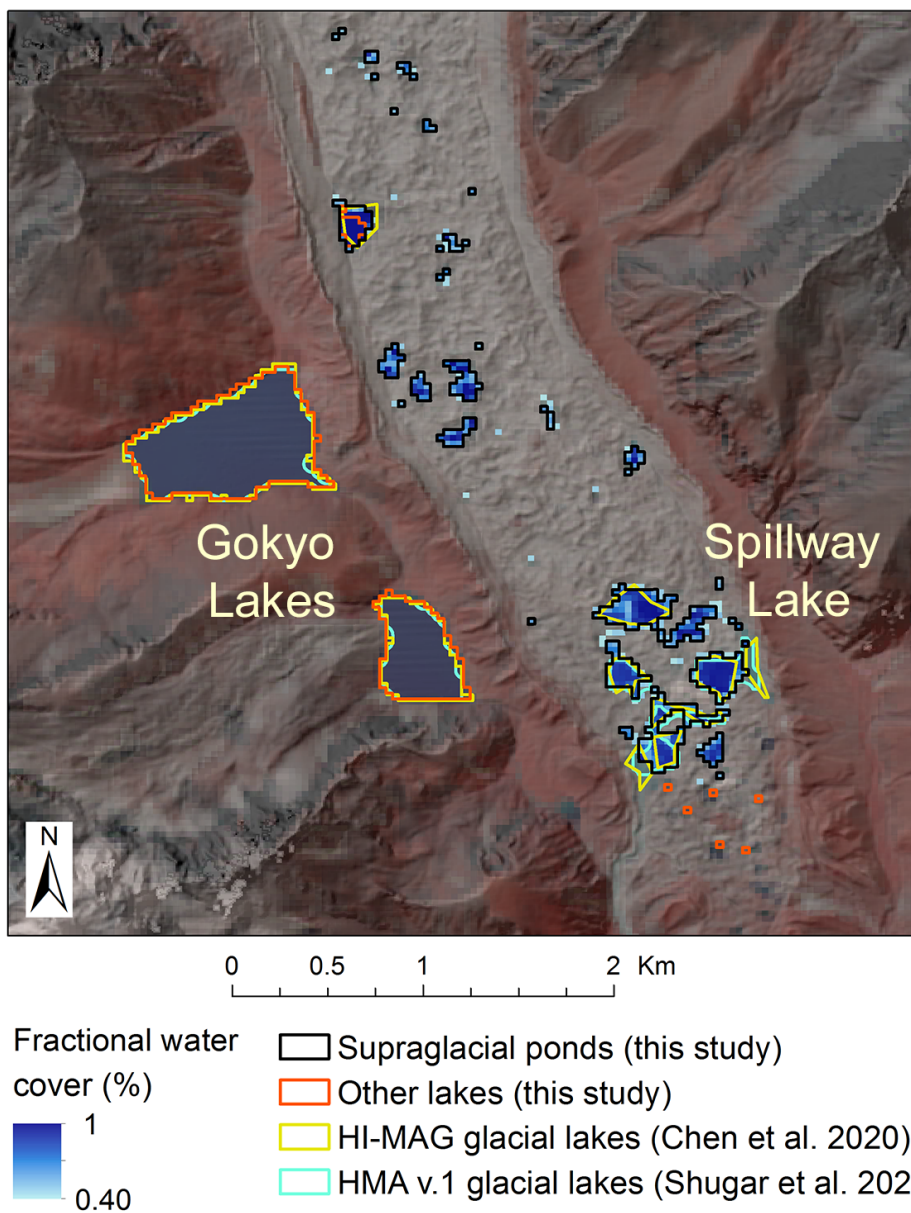 Gokyo
Lakes
Spillway
Lake
N
0 0.5 1 2 Km
Fractional water
cover (%)
1
0.40
Supraglacial ponds (this study)
Other lakes (this study)
HI-MAG glacial lakes (Chen et al. 2020)
HMA v.1 glacial lakes (Shugar et al. 202